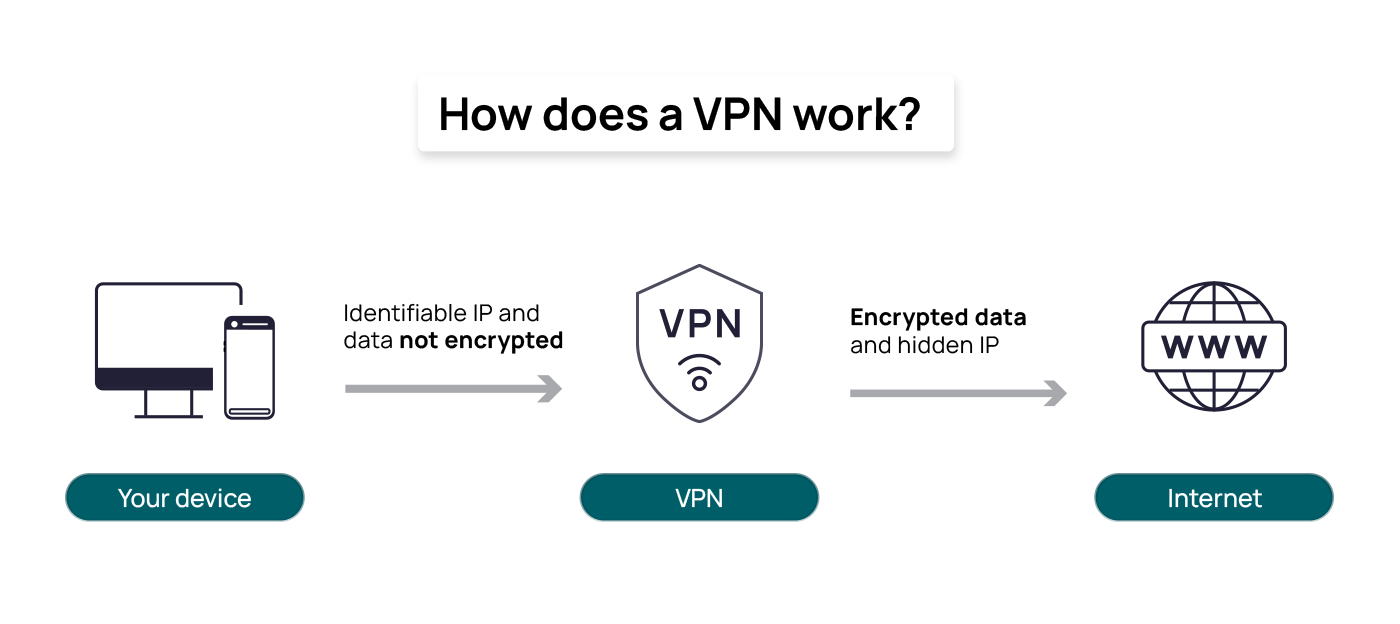 How does a VPN work?
Identifiable IP and
data not encrypted
VPN
Encrypted data
and hidden IP
WWW
Your device
VPN
Internet